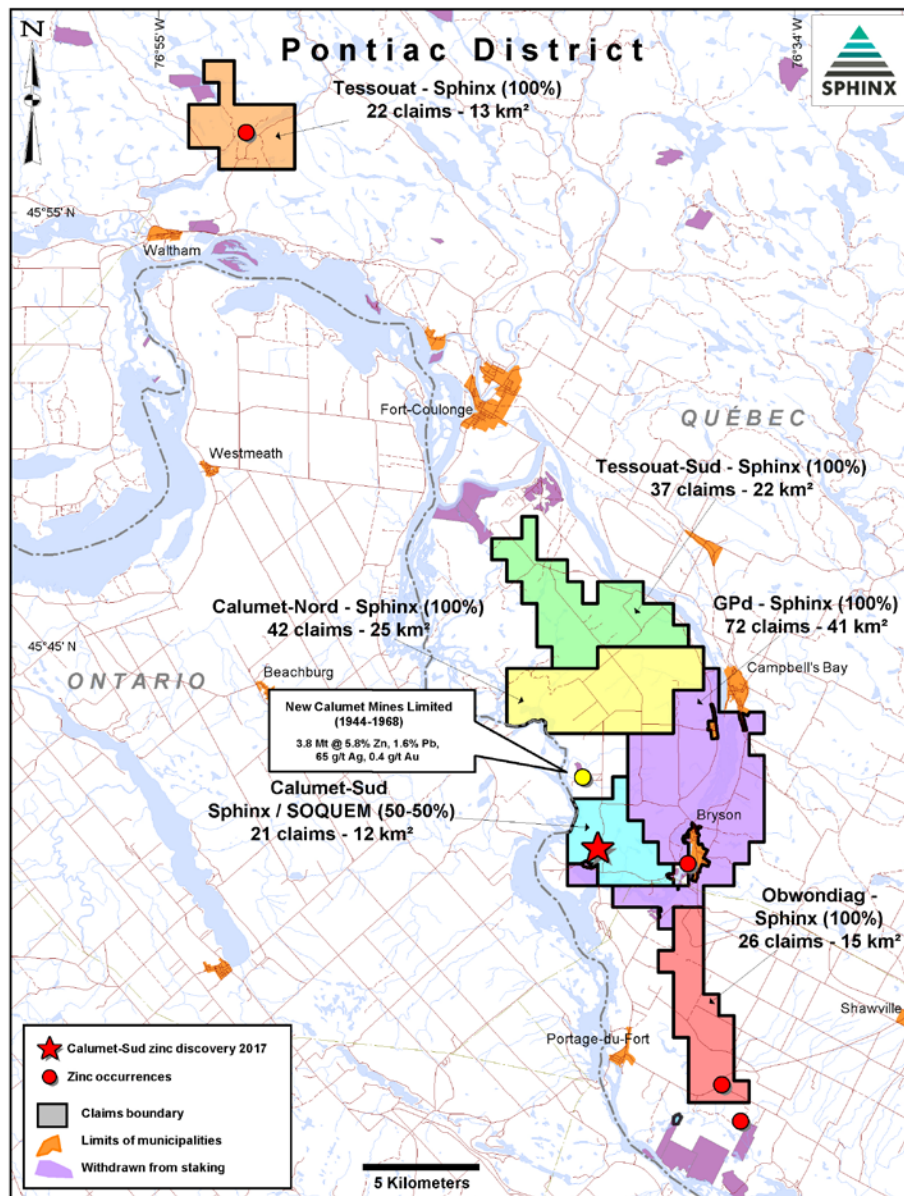 N
76°55' W
Pontiac District
76°34' W
SPHINX
Tessouat - Sphinx (100%)
22 claims - 13 km²
45°55' N
Waltham
Fort-Coulonge
QUÉBEC
Westmeath
Tessouat-Sud - Sphinx (100%)
37 claims - 22 km²
Calumet-Nord - Sphinx (100%)
42 claims - 25 km²
GPd - Sphinx (100%)
72 claims - 41 km²
45°45' N
ONTARIO
Beachburg
Campbell's Bay
New Calumet Mines Limited
(1944-1968)
3.8 Mt @ 5.8% Zn, 1.6% Pb,
65 g/t Ag, 0.4 g/t Au
Calumet-Sud
Sphinx / SOQUEM (50-50%)
21 claims - 12 km²
Bryson
Obwondiag -
Sphinx (100%)
26 claims - 15 km²
Shawville
Portage-du-Fort
Calumet-Sud zinc discovery 2017
Zinc occurrences
Claims boundary
Limits of municipalities
Withdrawn from staking
5 Kilometers